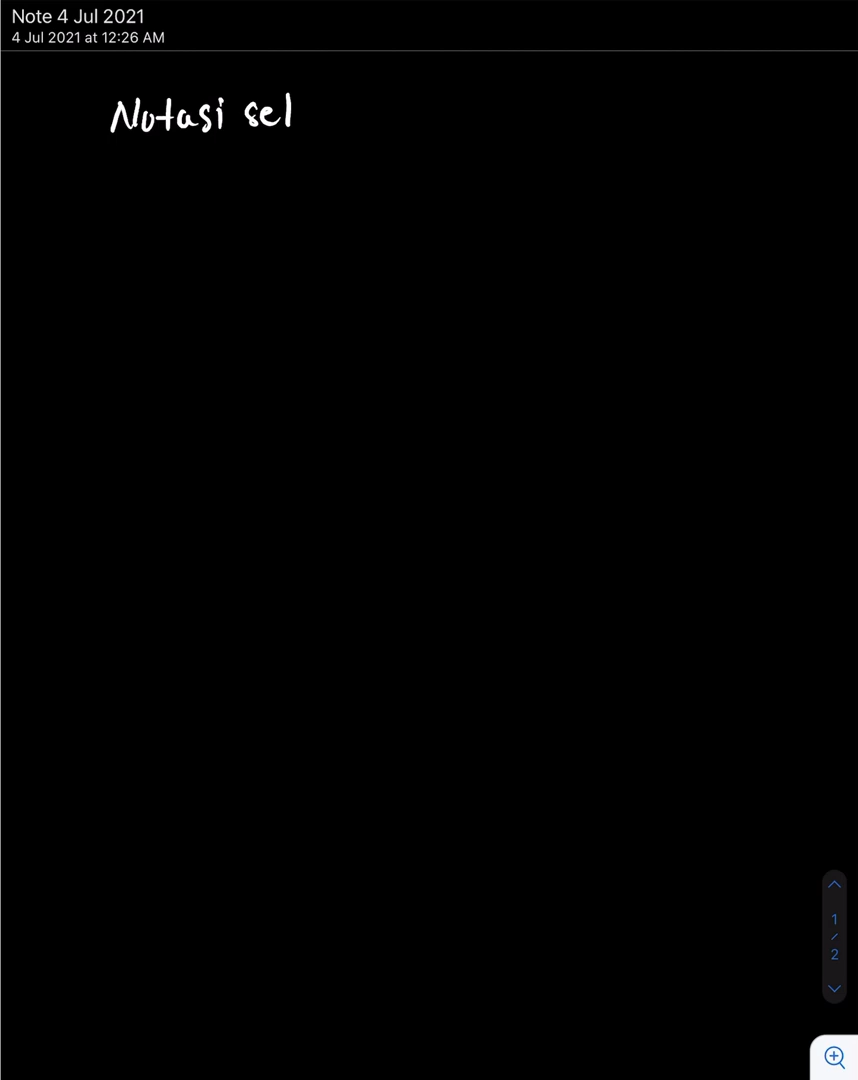 Note 4 Jul 2021
4 Jul 2021 at 12:26 AM
Notasi sel
1
/
2